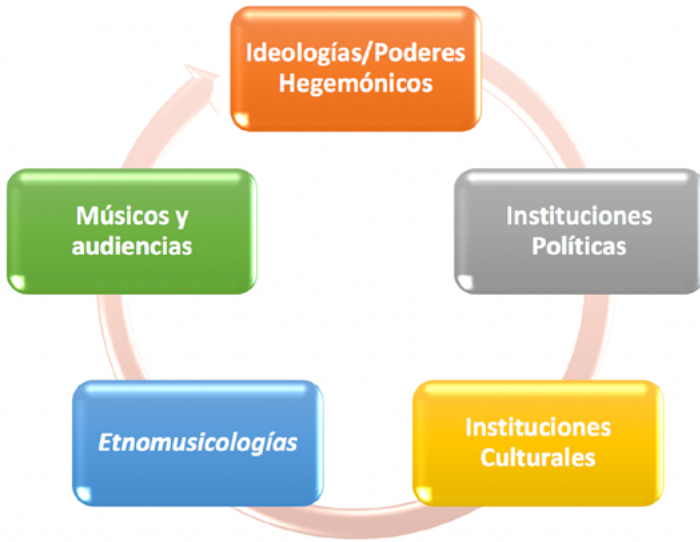 Ideologías/Poderes
Hegemónicos
Instituciones
Políticas
Instituciones
Culturales
Etnomusicologías
Músicos y
audiencias